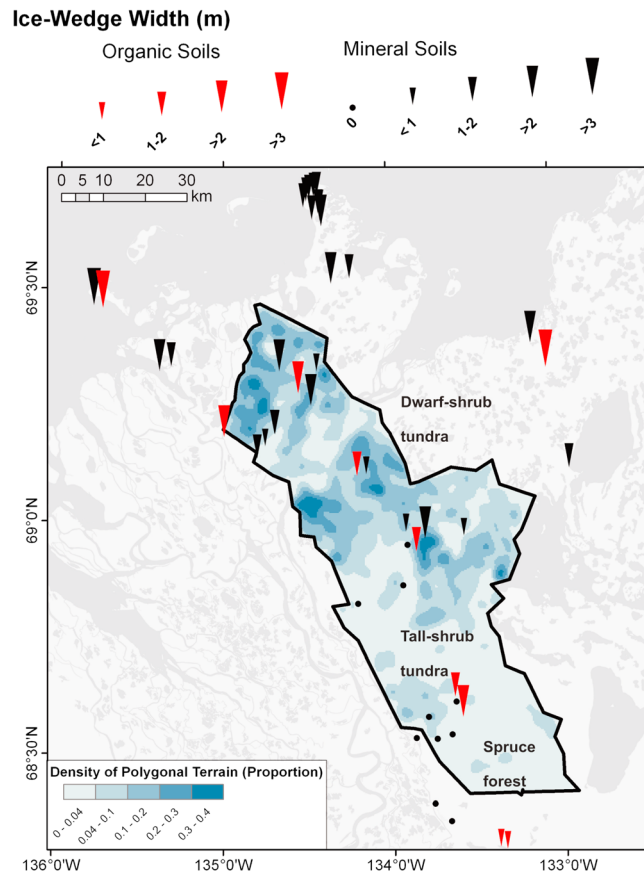 Ice-Wedge Width (m)
Organic Soils
Mineral Soils
<1
1-2
>2
>3
0
<1
1-2
>2
>3
0 5 10 20 30
km
69°30'N
69°0'N
68°30'N
Dwarf-shrub
tundra
Tall-shrub
tundra
Spruce
forest
Density of Polygonal Terrain (Proportion)
0 - 0.04
0.04 - 0.1
0.1 - 0.2
0.2 - 0.3
0.3 - 0.4
136°0'W
135°0'W
134°0'W
133°0'W